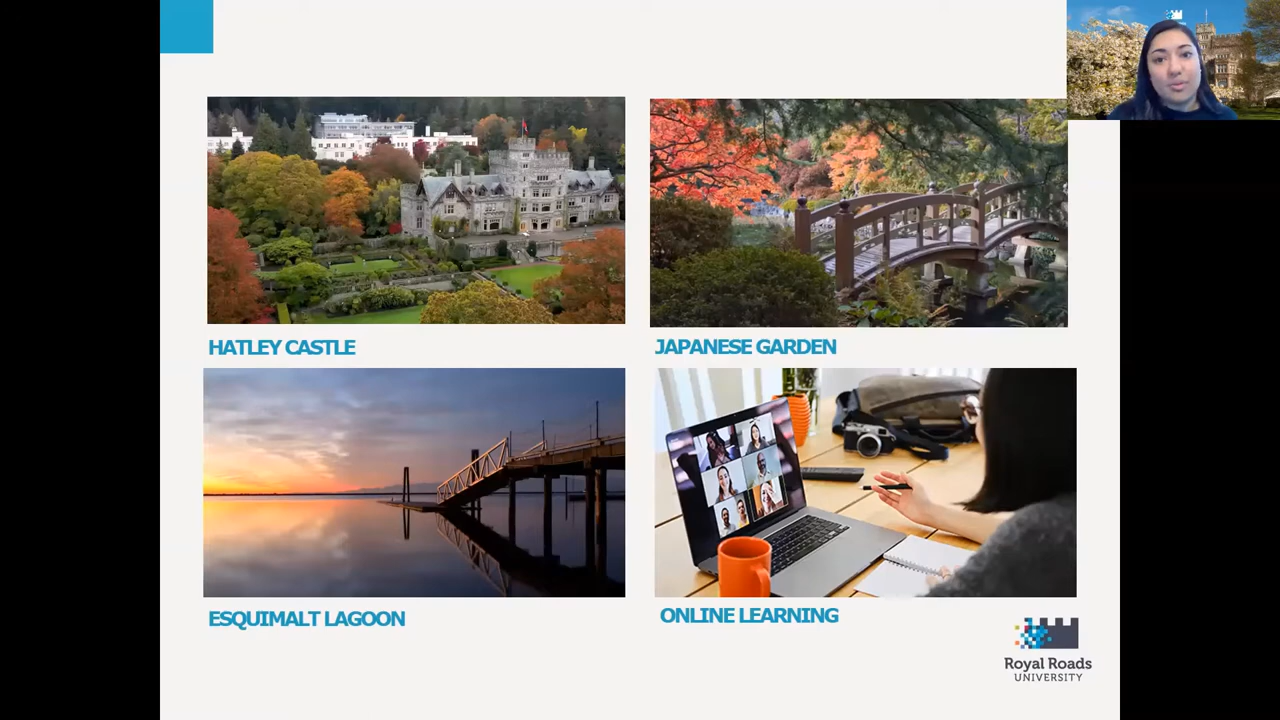 HATLEY CASTLE
JAPANESE GARDEN
ESQUIMALT LAGOON
ONLINE LEARNING
Royal Roads
UNIVERSITY